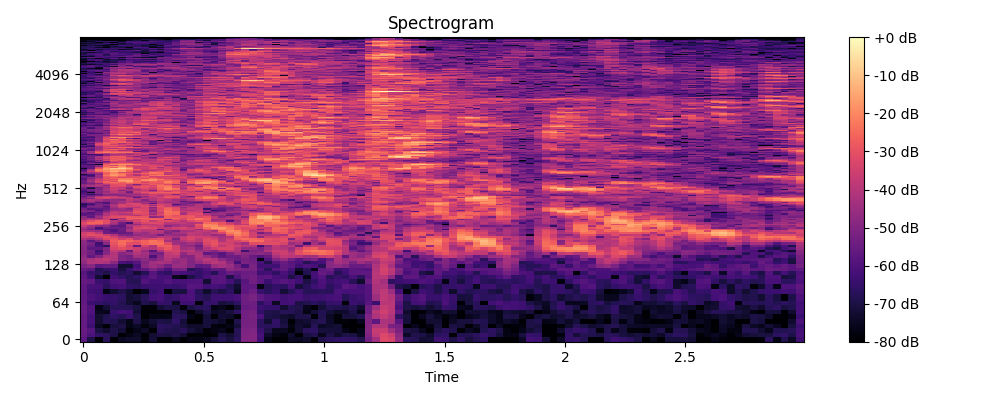 Spectrogram
Hz
4096
2048
1024
512
256
128
64
0
0
0.5
1
1.5
2
2.5
Time
+0 dB
-10 dB
-20 dB
-30 dB
-40 dB
-50 dB
-60 dB
-70 dB
-80 dB